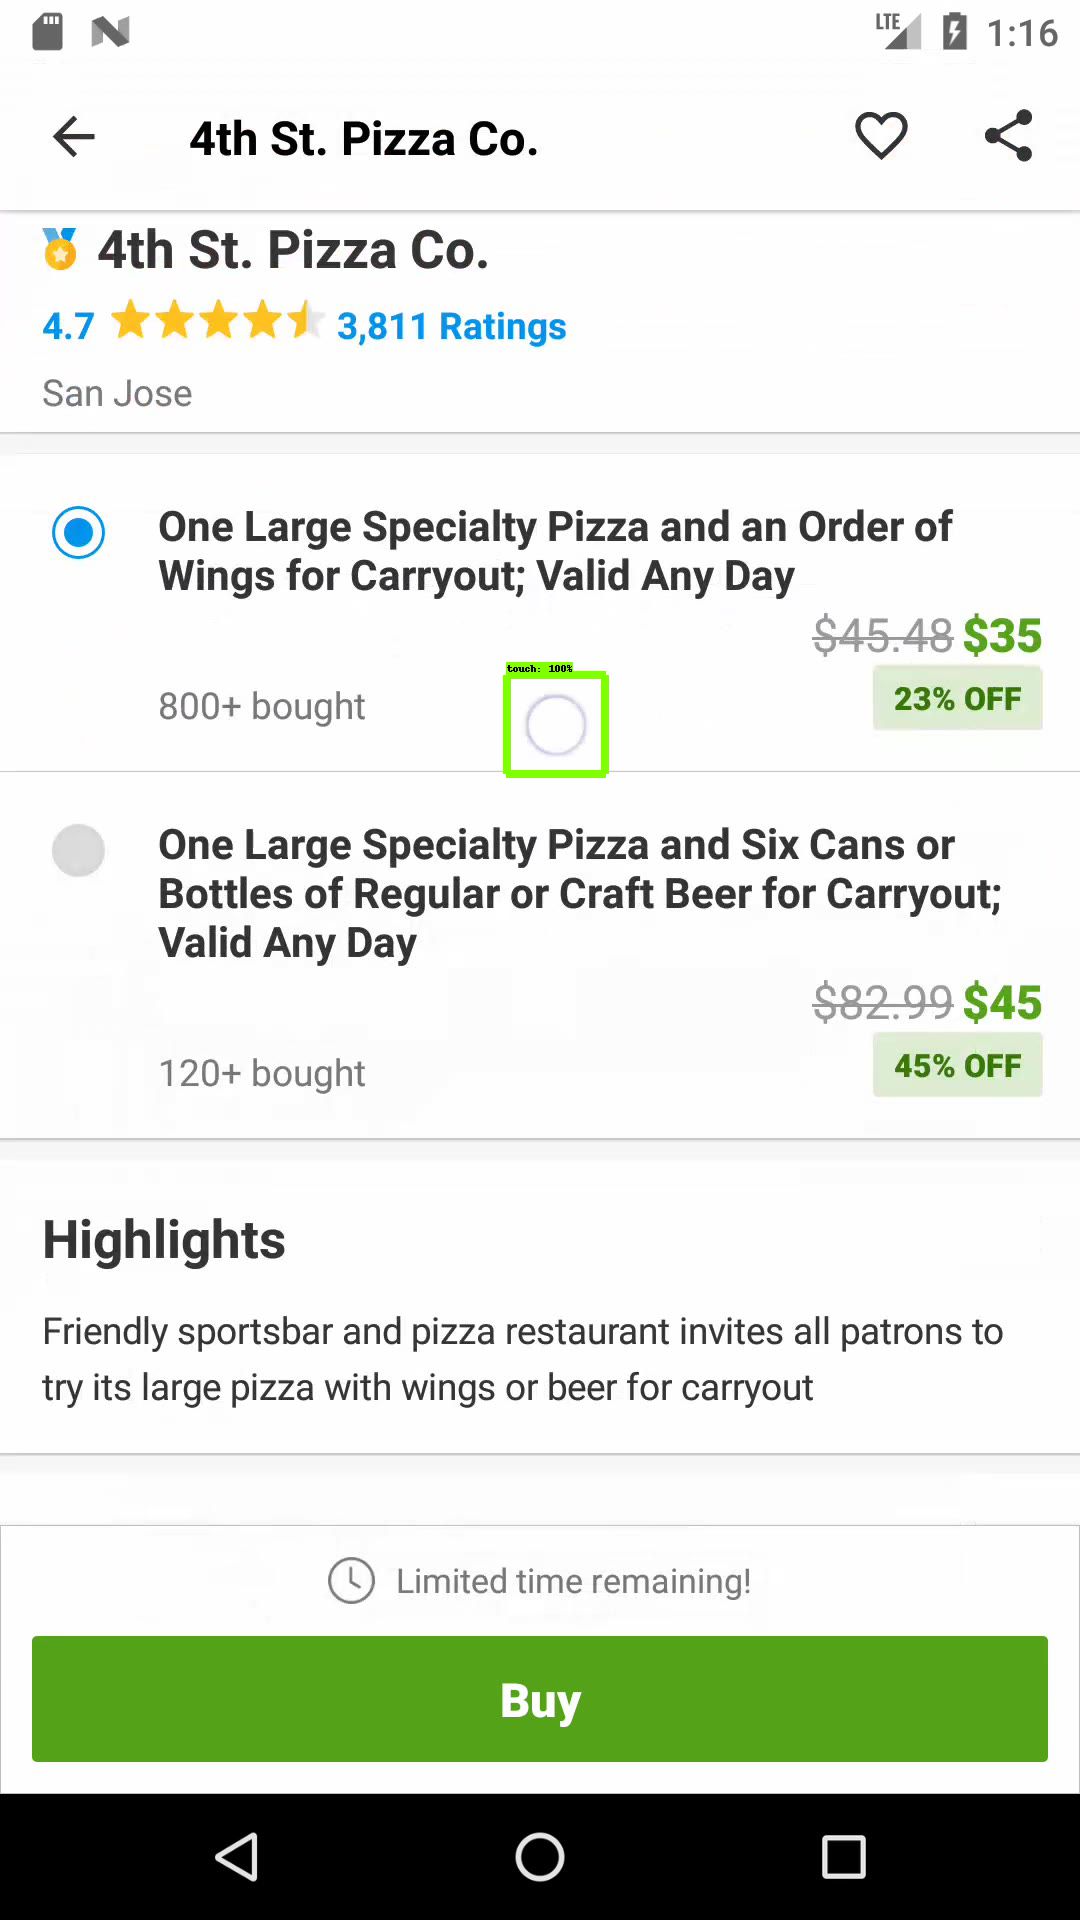 LTE 1:16
4th St. Pizza Co.
4th St. Pizza Co.
4.7 3,811 Ratings
San Jose
One Large Specialty Pizza and an Order of
Wings for Carryout; Valid Any Day
$45.48 $35
800+ bought
23% OFF
touch: 100%
One Large Specialty Pizza and Six Cans or
Bottles of Regular or Craft Beer for Carryout;
Valid Any Day
$82.99 $45
120+ bought
45% OFF
Highlights
Friendly sportsbar and pizza restaurant invites all patrons to
try its large pizza with wings or beer for carryout
Limited time remaining!
Buy